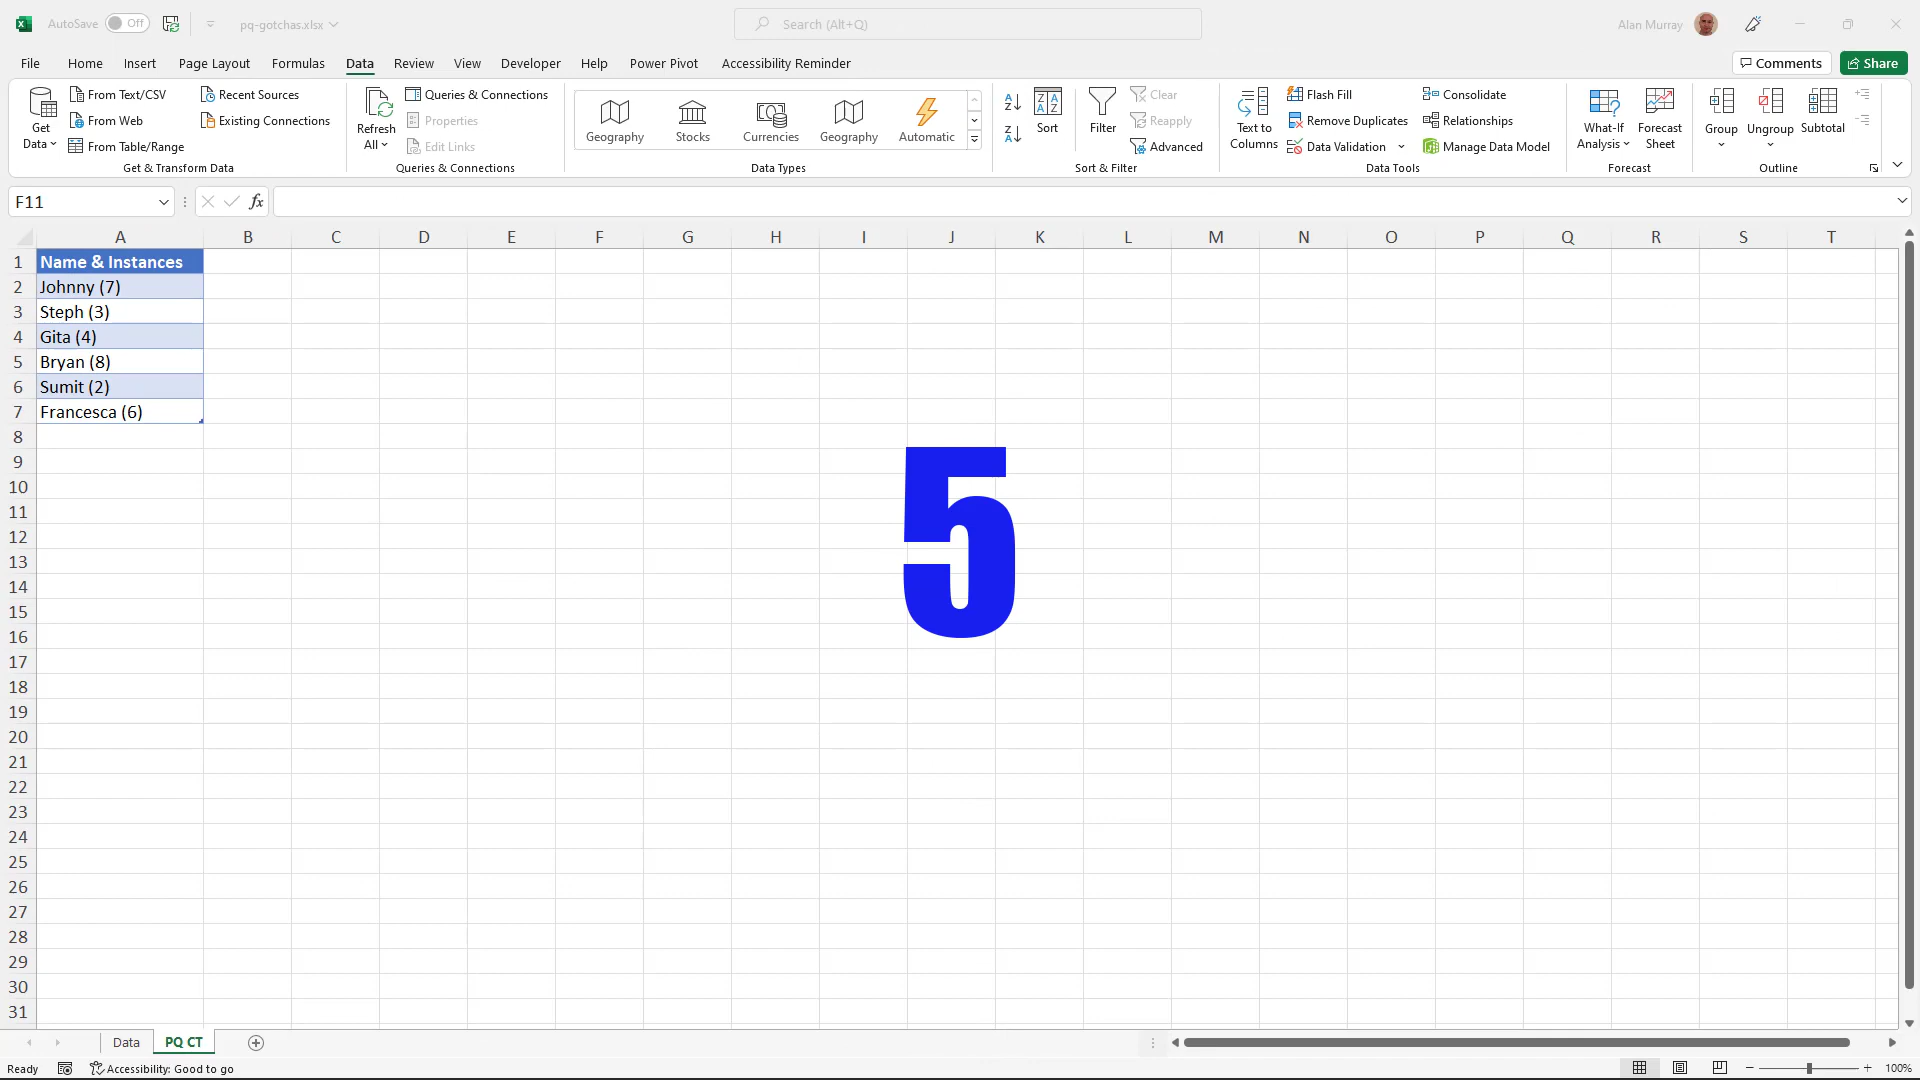 AutoSave Off pq-gotchas.xlsx Search (Alt+Q) Alan Murray
File Home Insert Page Layout Formulas Data Review View Developer Help Power Pivot Accessibility Reminder Comments Share
Get Data
From Text/CSV
From Web
From Table/Range
Recent Sources
Existing Connections
Get & Transform Data
Refresh All
Queries & Connections
Properties
Edit Links
Queries & Connections
Geography Stocks Currencies Geography Automatic
Data Types
Sort
Filter
Clear
Reapply
Advanced
Sort & Filter
Text to Columns
Flash Fill
Remove Duplicates
Data Validation
Consolidate
Relationships
Manage Data Model
Data Tools
What-If Analysis
Forecast Sheet
Forecast
Group Ungroup Subtotal
Outline
F11 fx
A B C D E F G H I J K L M N O P Q R S T
1 Name & Instances
2 Johnny (7)
3 Steph (3)
4 Gita (4)
5 Bryan (8)
6 Sumit (2)
7 Francesca (6)
8
9
10
11
12
13
14
15
16
17
18
19
20
21
22
23
24
25
26
27
28
29
30
31
5
Data PQ CT
Ready Accessibility: Good to go 100%